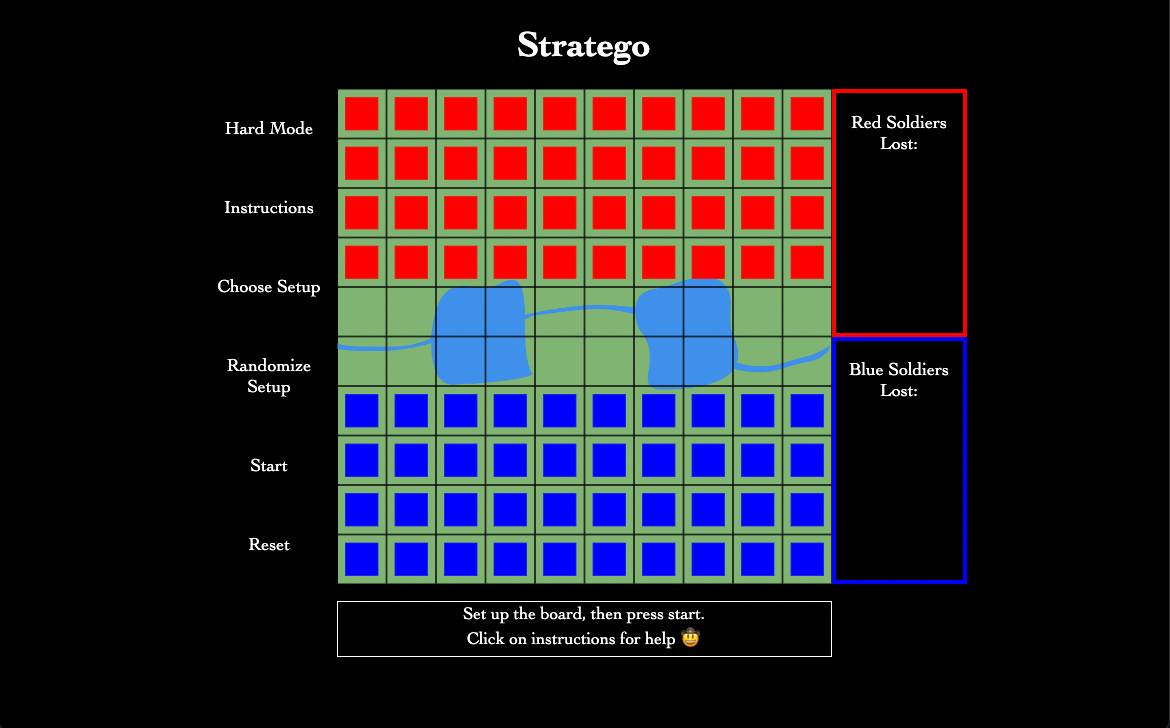 Stratego
Hard Mode
Instructions
Choose Setup
Randomize
Setup
Start
Reset
Red Soldiers
Lost:
Blue Soldiers
Lost:
Set up the board, then press start.
Click on instructions for help 🤠